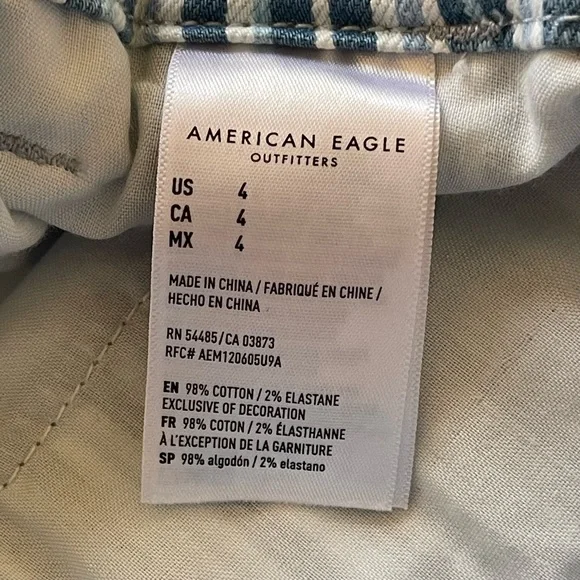 AMERICAN EAGLE
OUTFITTERS
US 4
CA 4
MX 4
MADE IN CHINA / FABRIQUÉ EN CHINE /
HECHO EN CHINA
RN 54485/CA 03873
RFC# AEM120605U9A
EN 98% COTTON / 2% ELASTANE
EXCLUSIVE OF DECORATION
FR 98% COTON / 2% ÉLASTHANNE
À L'EXCEPTION DE LA GARNITURE
SP 98% algodón / 2% elastano